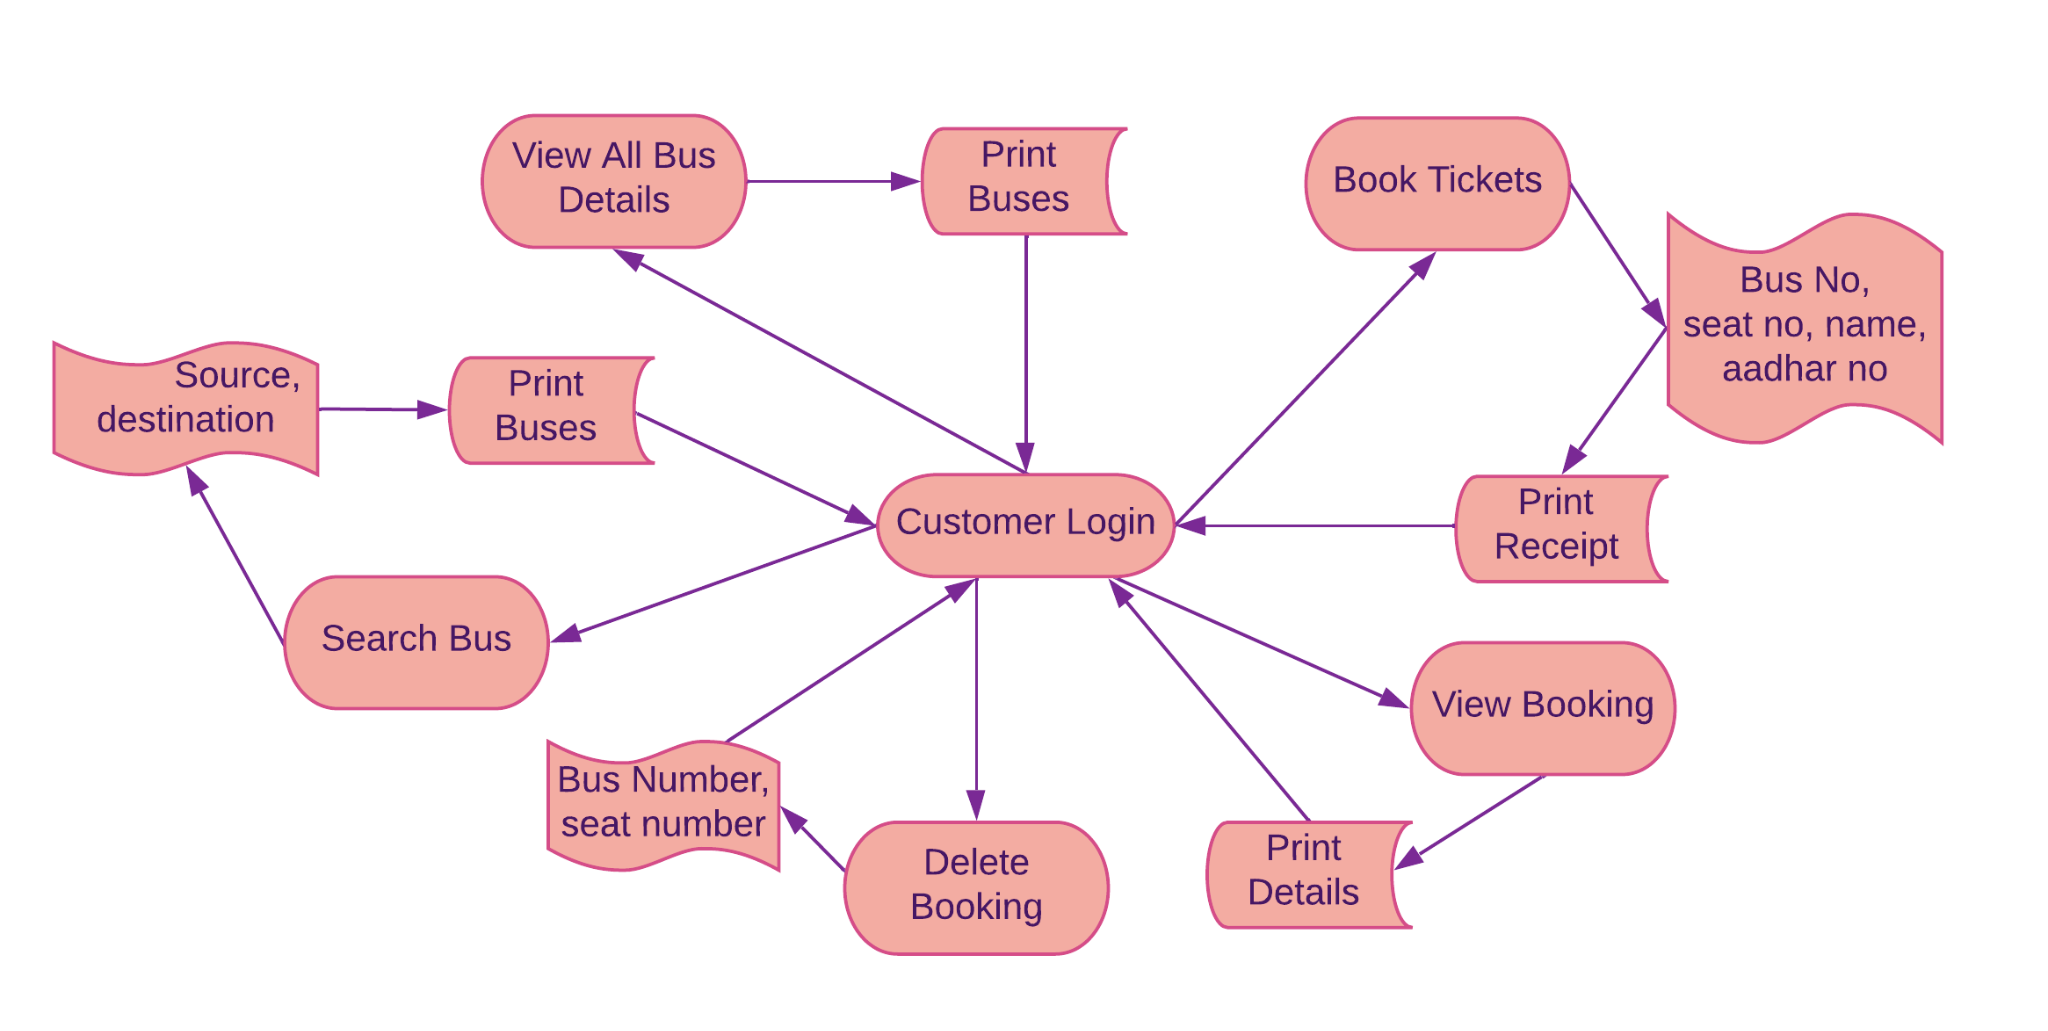 View All Bus
Details
Print
Buses
Book Tickets
Bus No,
seat no, name,
aadhar no
Source,
destination
Print
Buses
Customer Login
Print
Receipt
Search Bus
View Booking
Bus Number,
seat number
Delete
Booking
Print
Details